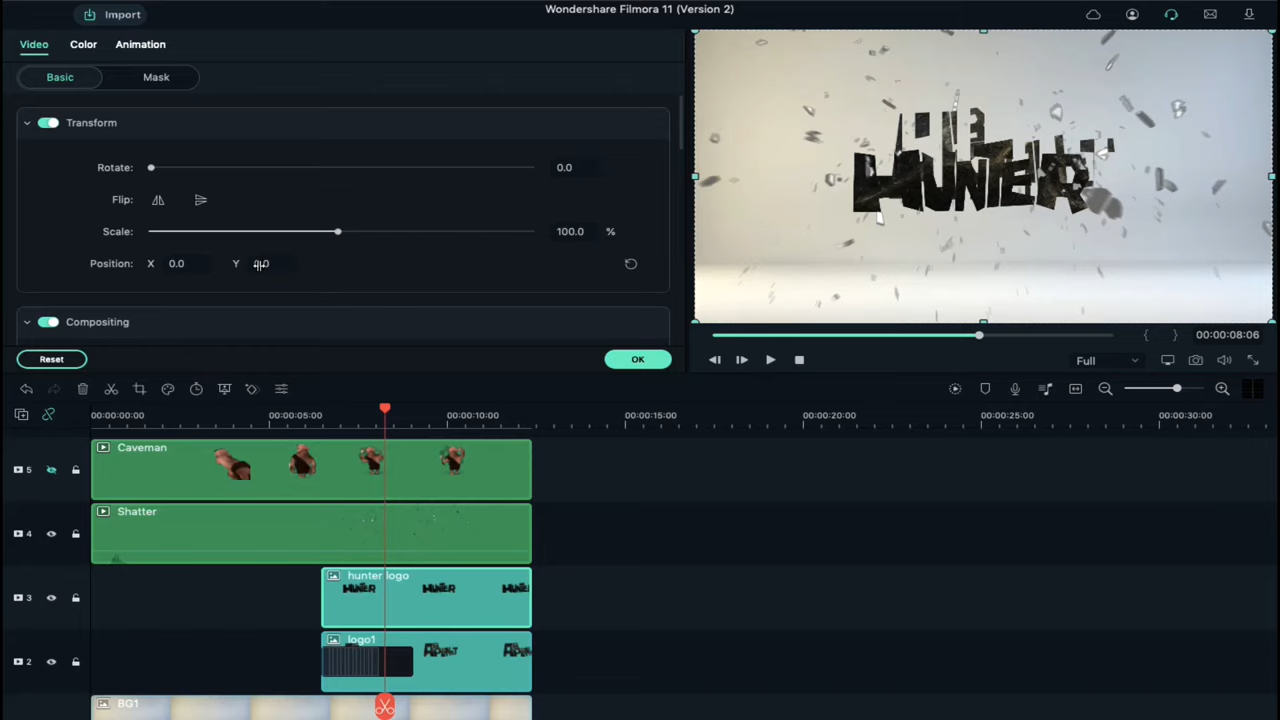 Import
Wondershare Filmora 11 (Version 2)
Video
Color
Animation
Basic
Mask
Transform
Rotate:
0.0
Flip:
Scale:
100.0
%
Position:
X
0.0
Y
Compositing
Reset
OK
HUNTER
00:00:08:06
Full
00:00:00:00
00:00:05:00
00:00:10:00
00:00:15:00
00:00:20:00
00:00:25:00
00:00:30:00
5
Caveman
4
Shatter
3
hunter logo
HUNTER
HUNTER
2
logo1
BG1